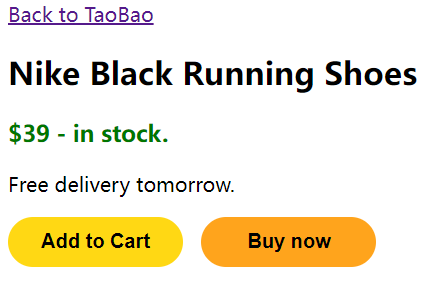 Back to TaoBao
Nike Black Running Shoes
$39 - in stock.
Free delivery tomorrow.
Add to Cart
Buy now